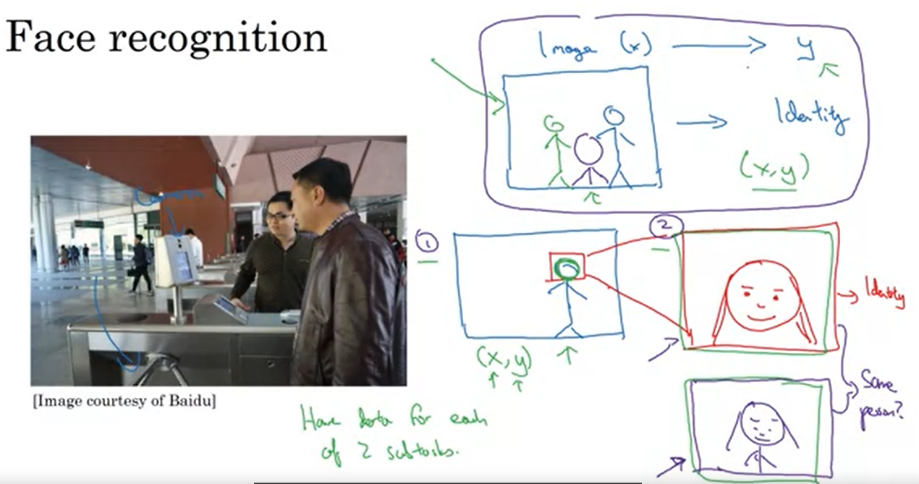 Face recognition
Image (x) → y
→ Identity
(x, y)
Camera
[Image courtesy of Baidu]
1
(x, y)
2
→ Identity
Same
person?
Have data for each
of 2 subtasks.